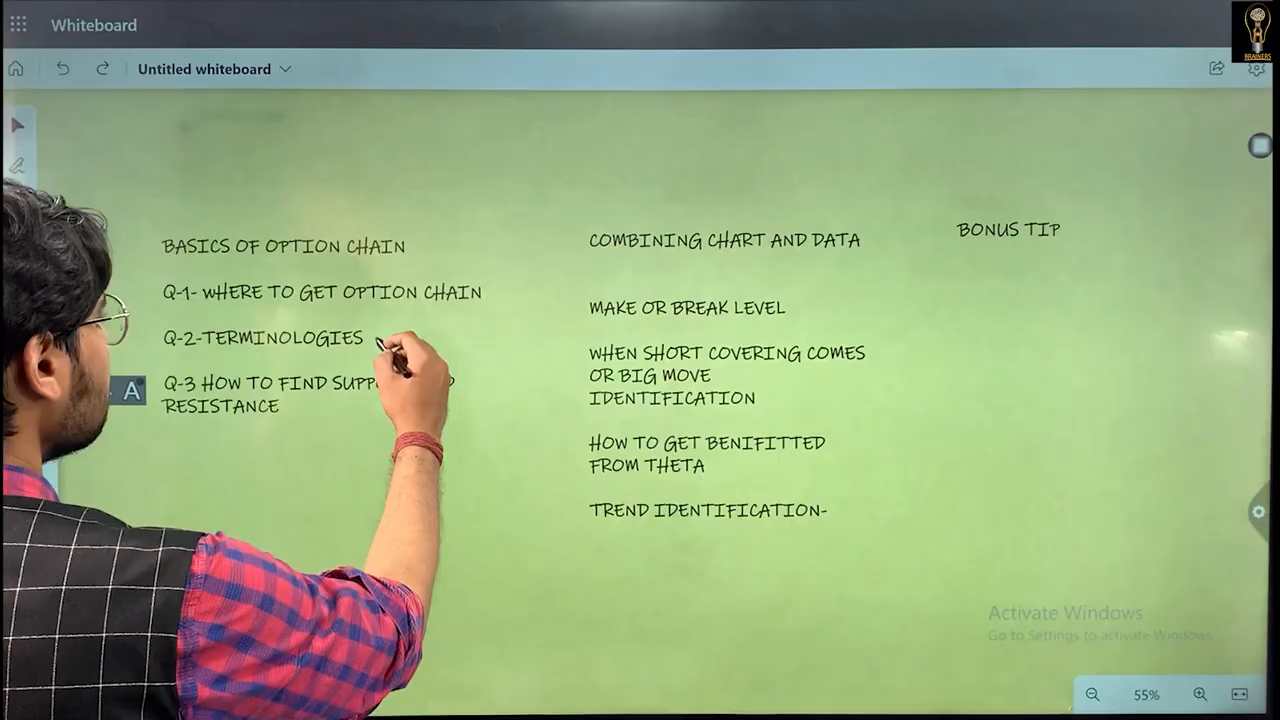 Whiteboard
BRAINERS
Untitled whiteboard
BASICS OF OPTION CHAIN
Q-1- WHERE TO GET OPTION CHAIN
Q-2-TERMINOLOGIES
Q-3 HOW TO FIND
RESISTANCE
A
COMBINING CHART AND DATA
MAKE OR BREAK LEVEL
WHEN SHORT COVERING COMES
OR BIG MOVE
IDENTIFICATION
HOW TO GET BENIFITTED
FROM THETA
TREND IDENTIFICATION-
BONUS TIP
Activate Windows
Go to Settings to activate Windows.
55%